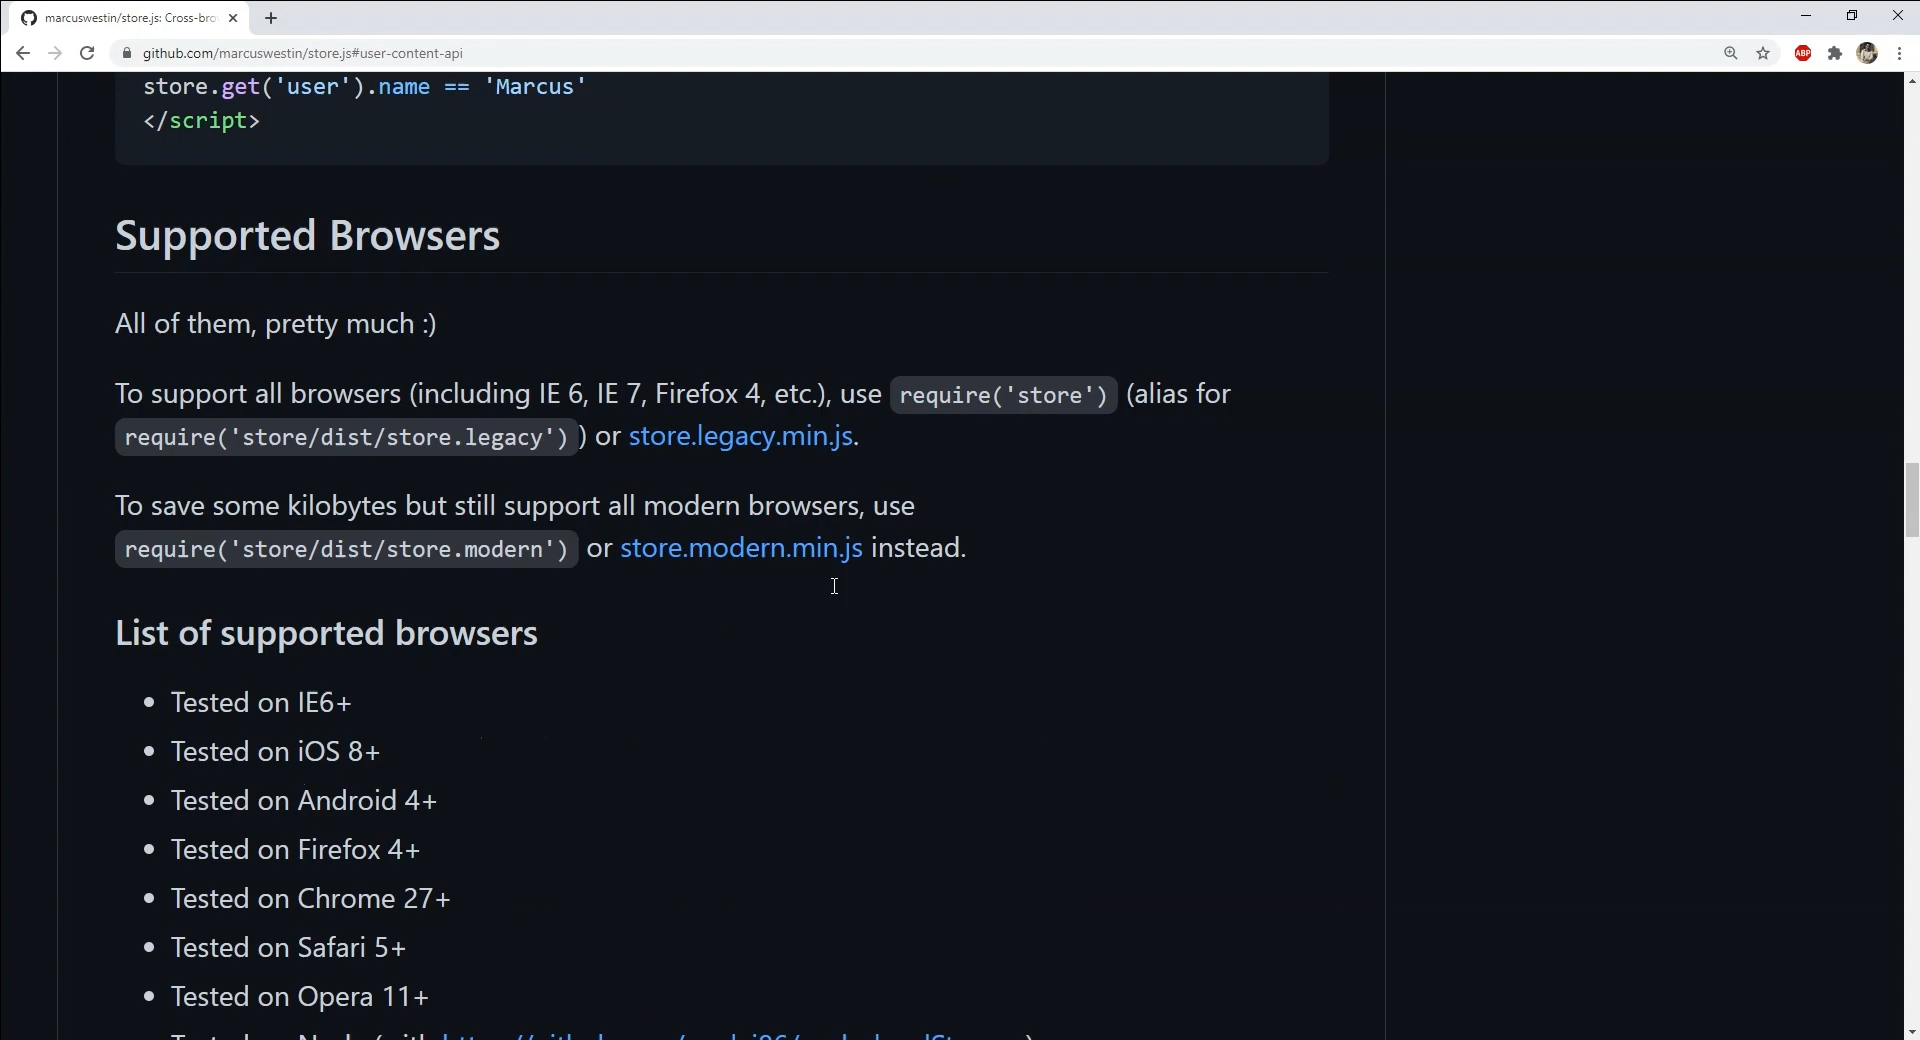 marcuswestin/store.js: Cross-bro
github.com/marcuswestin/store.js#user-content-api
ABP
store.get('user').name == 'Marcus'
</script>
Supported Browsers
All of them, pretty much :)
To support all browsers (including IE 6, IE 7, Firefox 4, etc.), use require('store') (alias for
require('store/dist/store.legacy') ) or store.legacy.min.js.
To save some kilobytes but still support all modern browsers, use
require('store/dist/store.modern') or store.modern.min.js instead.
List of supported browsers
• Tested on IE6+
• Tested on iOS 8+
• Tested on Android 4+
• Tested on Firefox 4+
• Tested on Chrome 27+
• Tested on Safari 5+
• Tested on Opera 11+